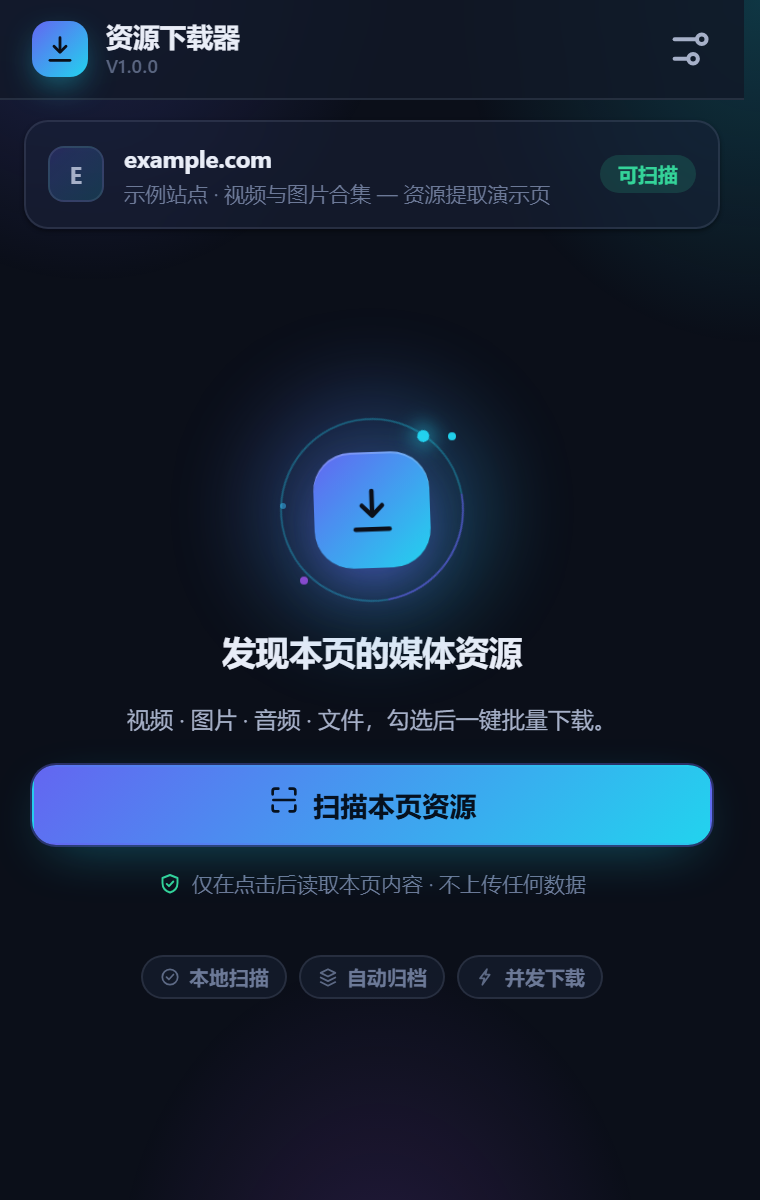 资源下载器
V1.0.0
E
example.com
示例站点 · 视频与图片合集 — 资源提取演示页
可扫描
发现本页的媒体资源
视频 · 图片 · 音频 · 文件，勾选后一键批量下载。
扫描本页资源
仅在点击后读取本页内容 · 不上传任何数据
本地扫描
自动归档
并发下载